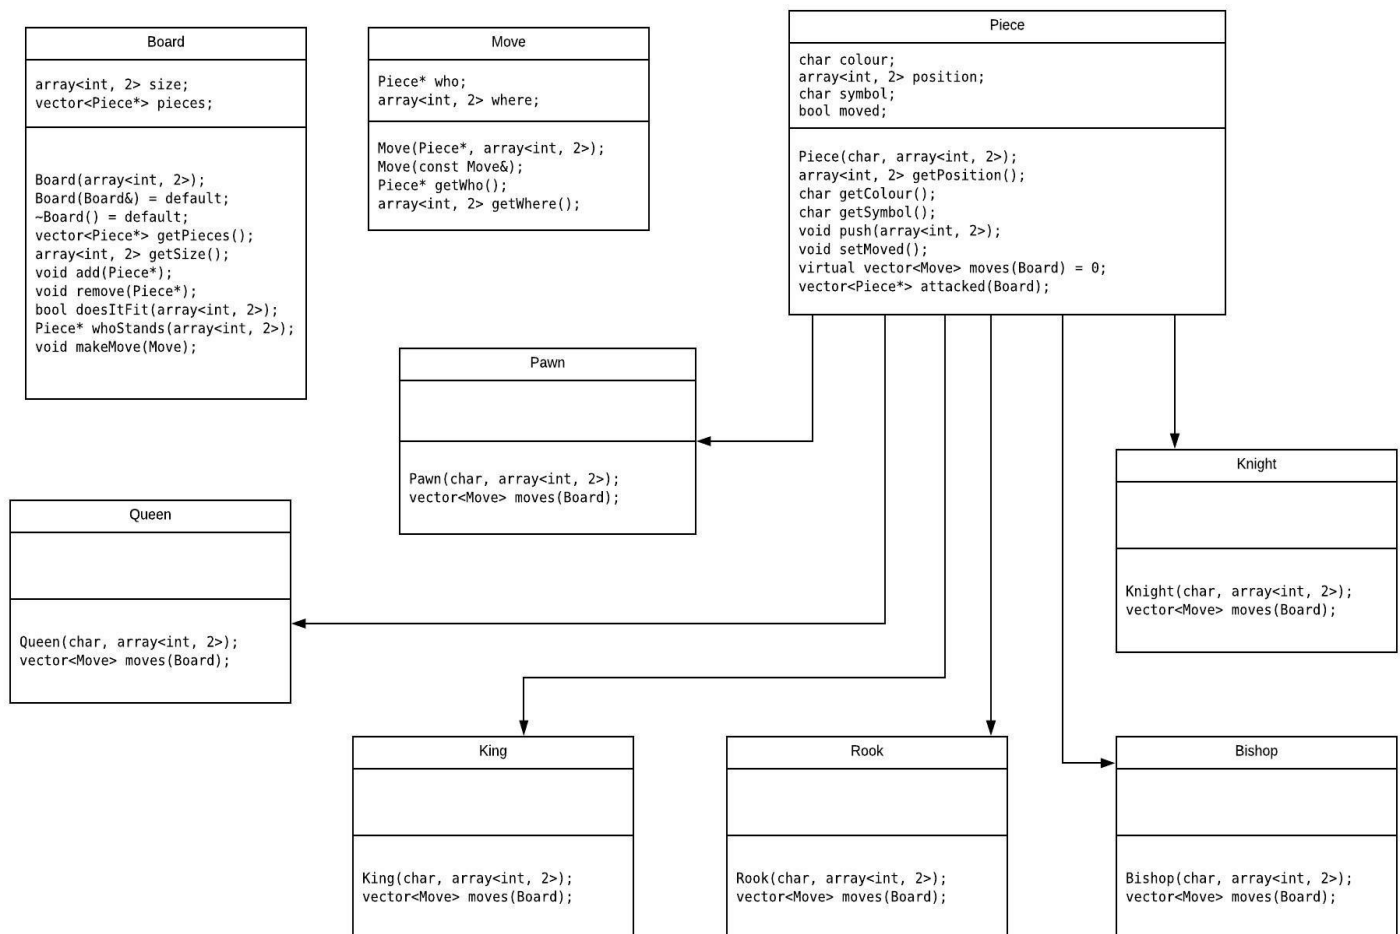 Board
array<int, 2> size;
vector<Piece*> pieces;
Board(array<int, 2>);
Board(Board&) = default;
~Board() = default;
vector<Piece*> getPieces();
array<int, 2> getSize();
void add(Piece*);
void remove(Piece*);
bool doesItFit(array<int, 2>);
Piece* whoStands(array<int, 2>);
void makeMove(Move);
Move
Piece* who;
array<int, 2> where;
Move(Piece*, array<int, 2>);
Move(const Move&);
Piece* getWho();
array<int, 2> getWhere();
Piece
char colour;
array<int, 2> position;
char symbol;
bool moved;
Piece(char, array<int, 2>);
array<int, 2> getPosition();
char getColour();
char getSymbol();
void push(array<int, 2>);
void setMoved();
virtual vector<Move> moves(Board) = 0;
vector<Piece*> attacked(Board);
Pawn
Pawn(char, array<int, 2>);
vector<Move> moves(Board);
Knight
Knight(char, array<int, 2>);
vector<Move> moves(Board);
Queen
Queen(char, array<int, 2>);
vector<Move> moves(Board);
King
King(char, array<int, 2>);
vector<Move> moves(Board);
Rook
Rook(char, array<int, 2>);
vector<Move> moves(Board);
Bishop
Bishop(char, array<int, 2>);
vector<Move> moves(Board);